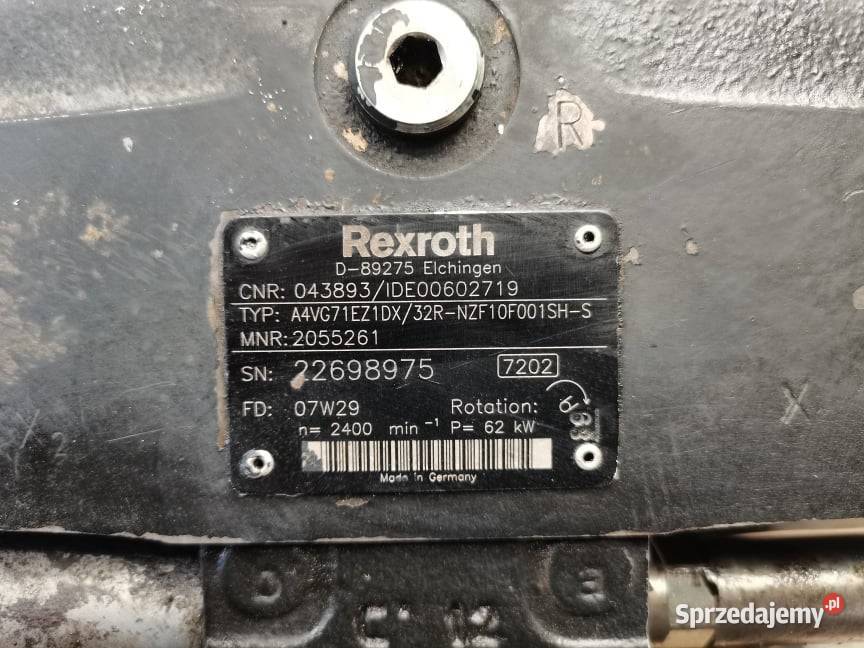 R
Rexroth
D-89275 Elchingen
CNR: 043893/IDE00602719
TYP: A4VG71EZ1DX/32R-NZF10F001SH-S
MNR: 2055261
SN: 22698975 7202
FD: 07W29 Rotation:
n= 2400 min⁻¹ P= 62 kW
Made in Germany
X
Sprzedajemy.pl